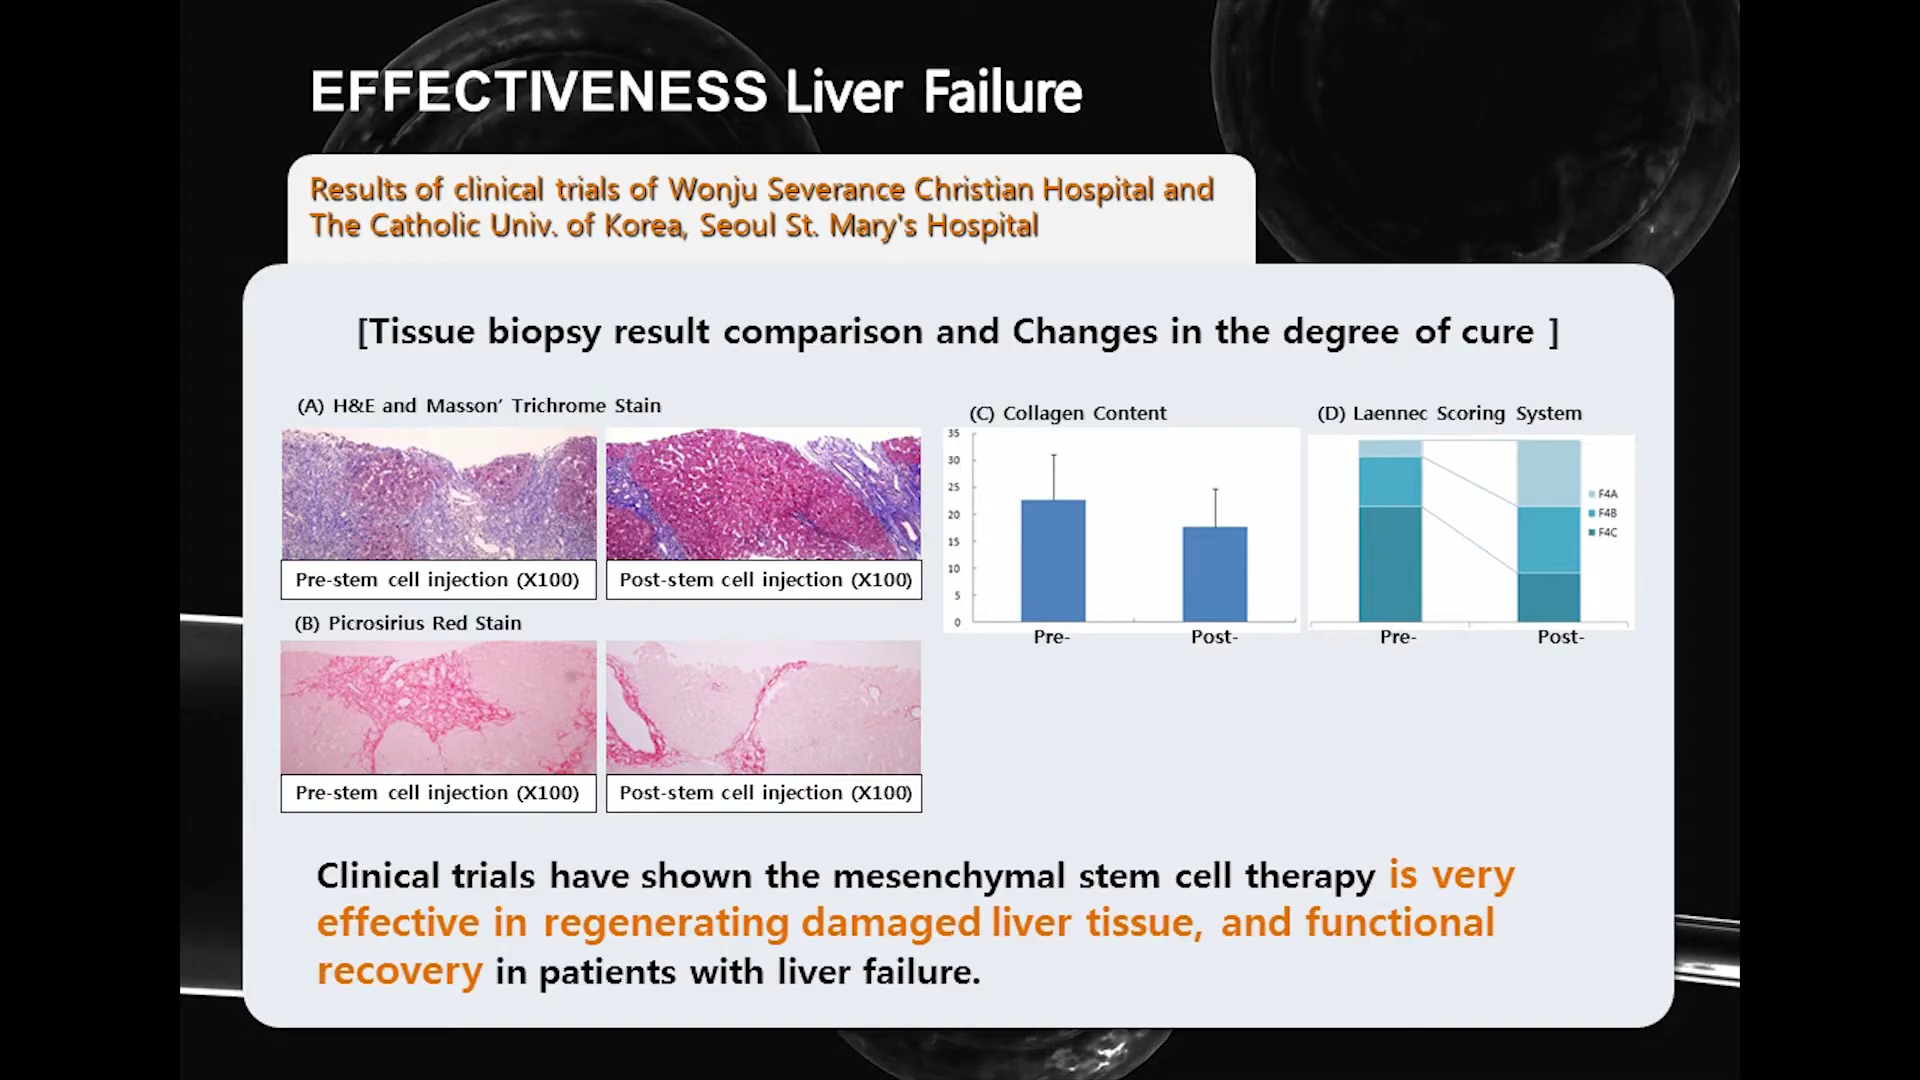 EFFECTIVENESS Liver Failure
Results of clinical trials of Wonju Severance Christian Hospital and
The Catholic Univ. of Korea, Seoul St. Mary's Hospital
[Tissue biopsy result comparison and Changes in the degree of cure ]
(A) H&E and Masson’ Trichrome Stain
Pre-stem cell injection (X100)
Post-stem cell injection (X100)
(B) Picrosirius Red Stain
Pre-stem cell injection (X100)
Post-stem cell injection (X100)
(C) Collagen Content
35
30
25
20
15
10
5
0
Pre-
Post-
(D) Laennec Scoring System
F4A
F4B
F4C
Pre-
Post-
Clinical trials have shown the mesenchymal stem cell therapy is very
effective in regenerating damaged liver tissue, and functional
recovery in patients with liver failure.